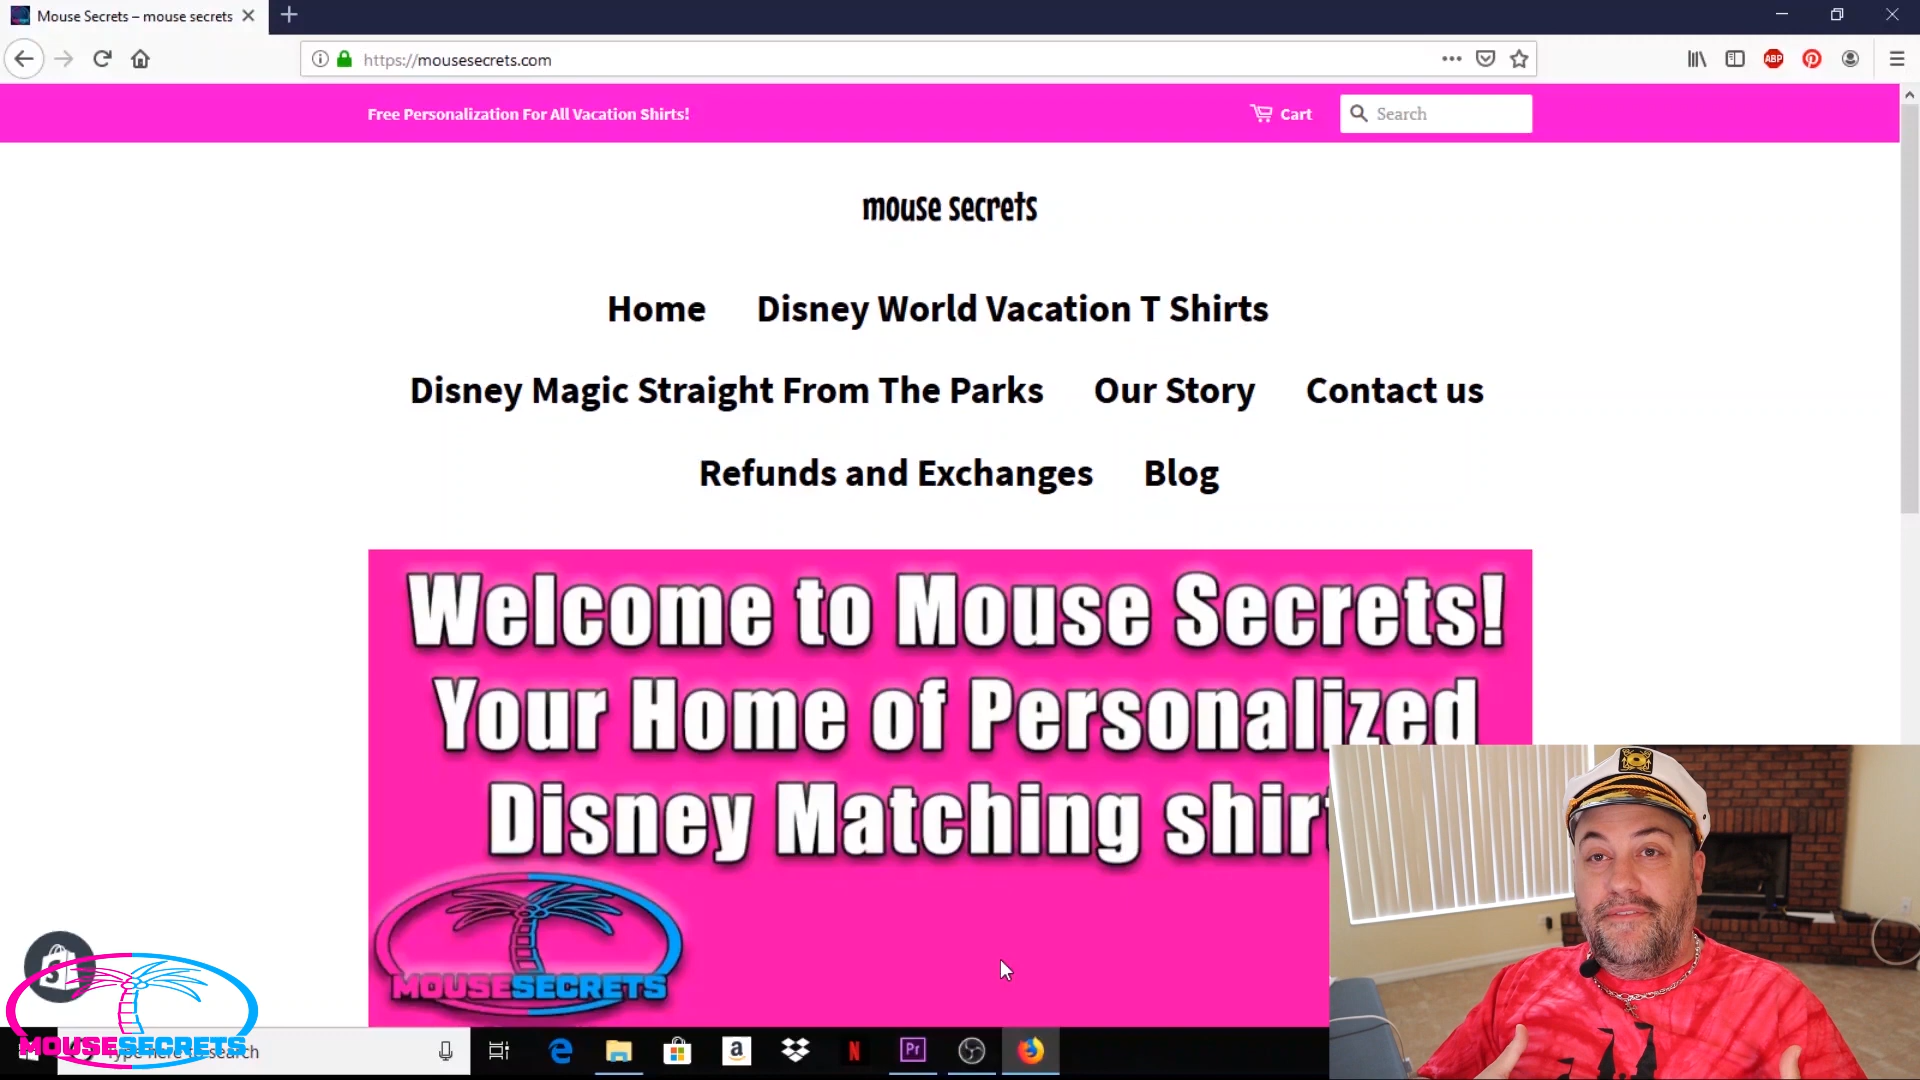 Mouse Secrets – mouse secrets
https://mousesecrets.com
ABP
Free Personalization For All Vacation Shirts!
Cart
Search
mouse secrets
Home Disney World Vacation T Shirts
Disney Magic Straight From The Parks Our Story Contact us
Refunds and Exchanges Blog
Welcome to Mouse Secrets!
Your Home of Personalized
Disney Matching shirt
MOUSESECRETS
MOUSESECRETS
Type here to search
a
N
Pr